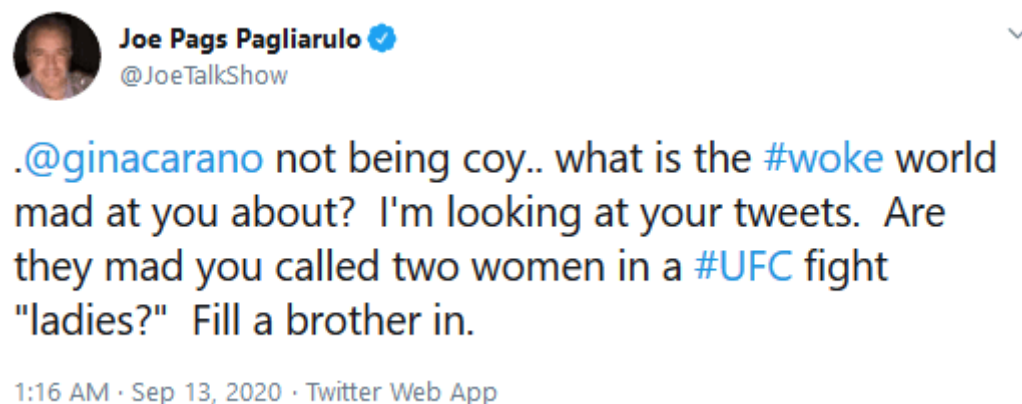 Joe Pags Pagliarulo
@JoeTalkShow
.@ginacarano not being coy.. what is the #woke world
mad at you about?  I'm looking at your tweets.  Are
they mad you called two women in a #UFC fight
"ladies?"  Fill a brother in.
1:16 AM · Sep 13, 2020 · Twitter Web App